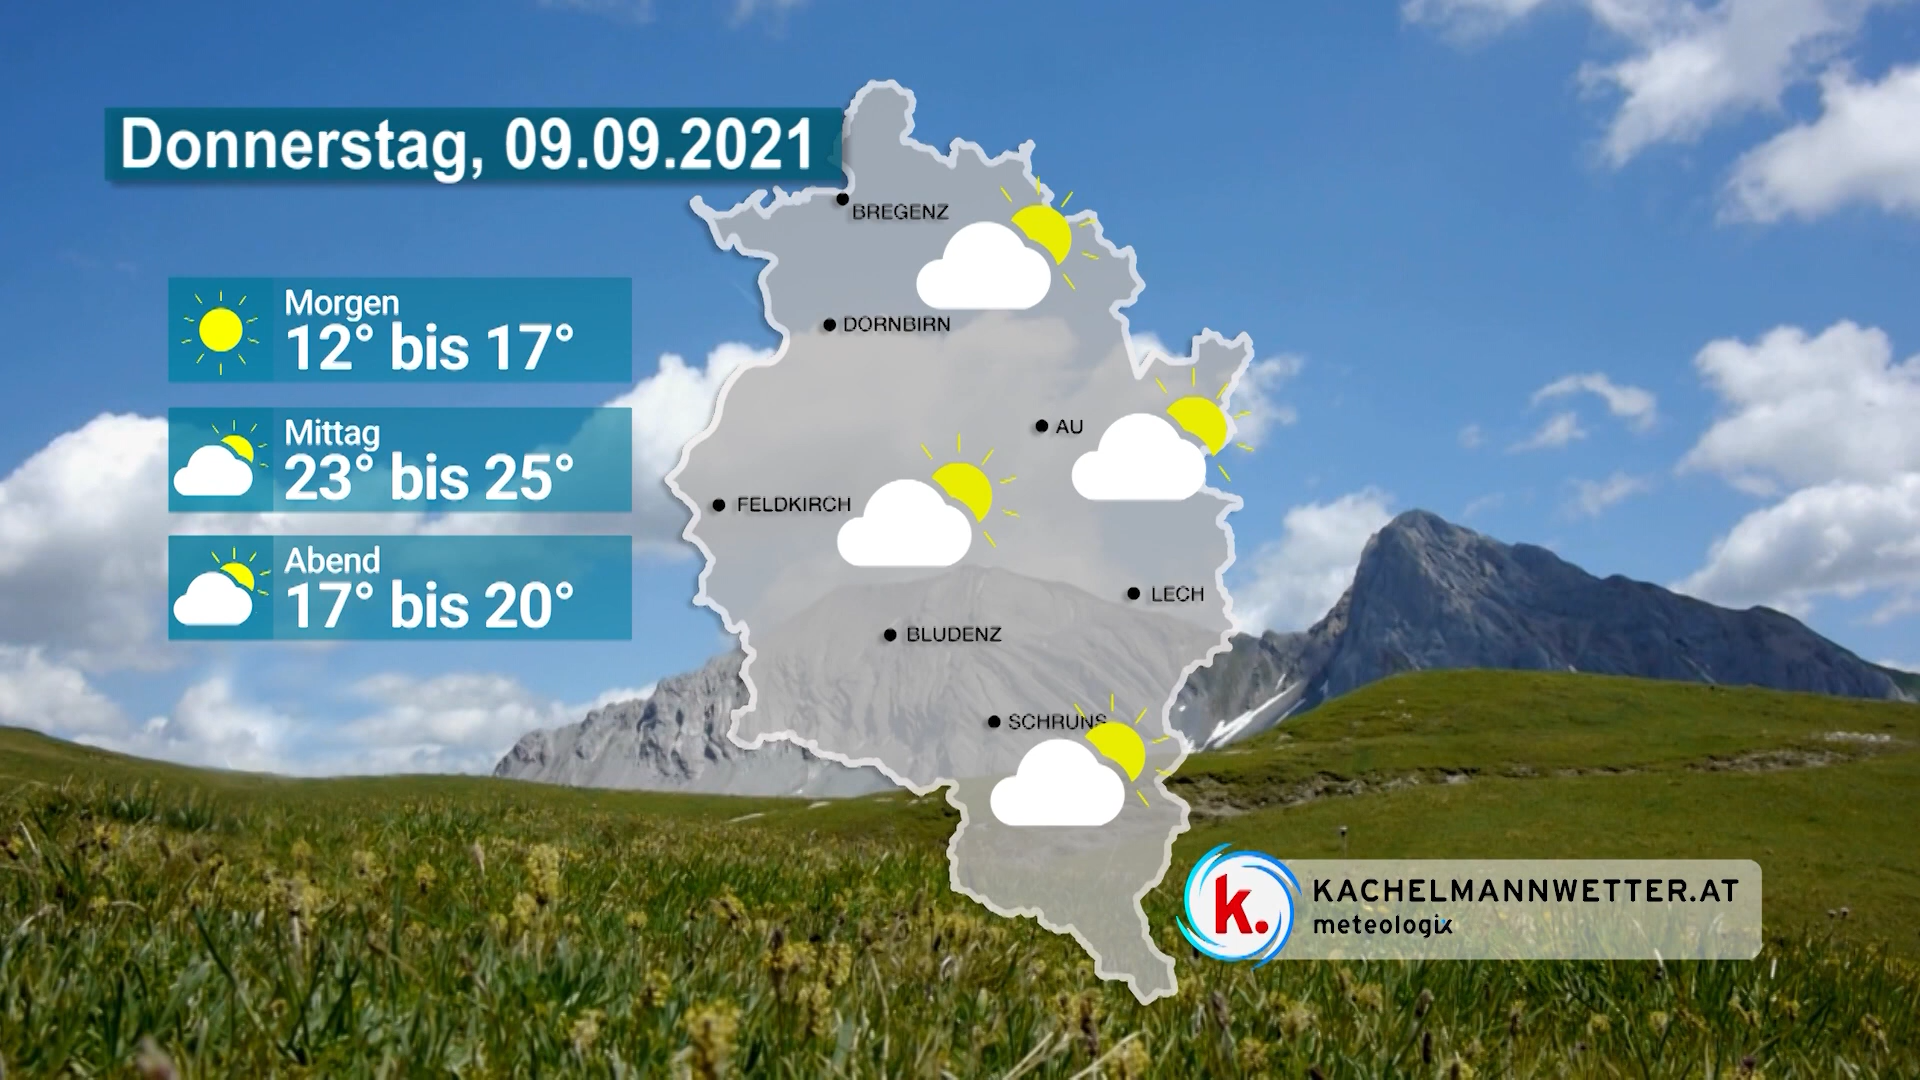 Donnerstag, 09.09.2021
Morgen
12° bis 17°
Mittag
23° bis 25°
Abend
17° bis 20°
BREGENZ
DORNBIRN
AU
FELDKIRCH
LECH
BLUDENZ
SCHRUNS
k.
KACHELMANNWETTER.AT
meteologix